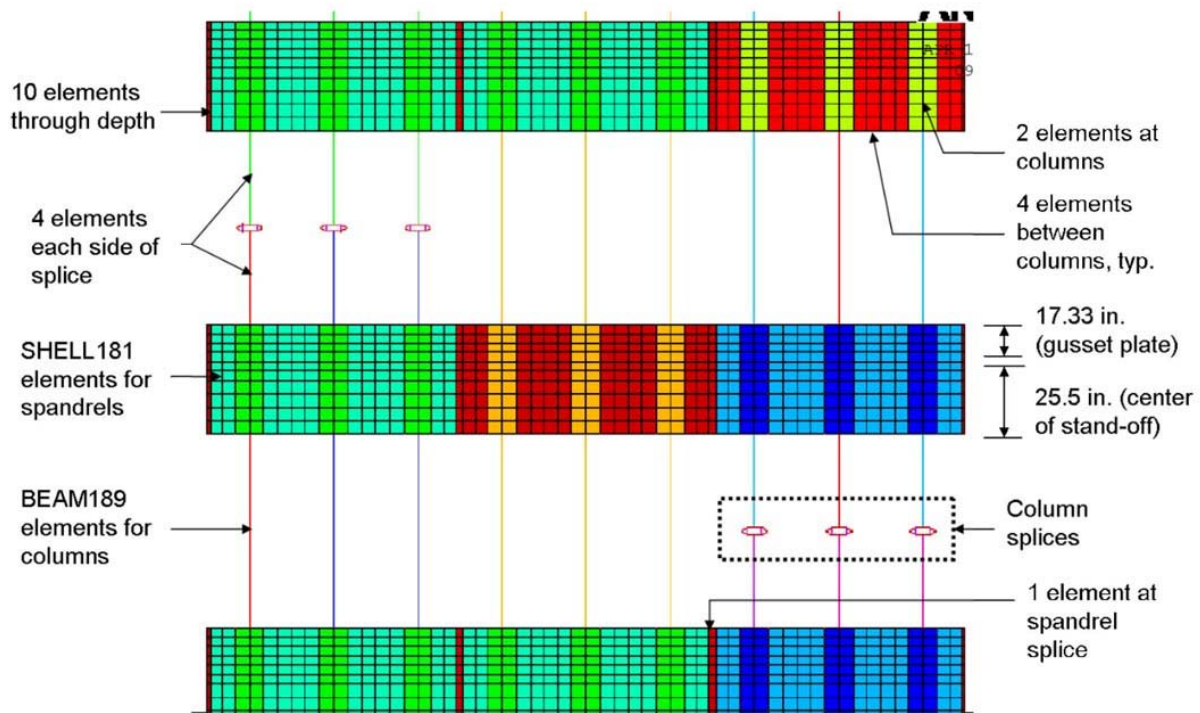 10 elements
through depth
2 elements at
columns
4 elements
each side of
splice
4 elements
between
columns, typ.
SHELL181
elements for
spandrels
17.33 in.
(gusset plate)
25.5 in. (center
of stand-off)
BEAM189
elements for
columns
Column
splices
1 element at
spandrel
splice